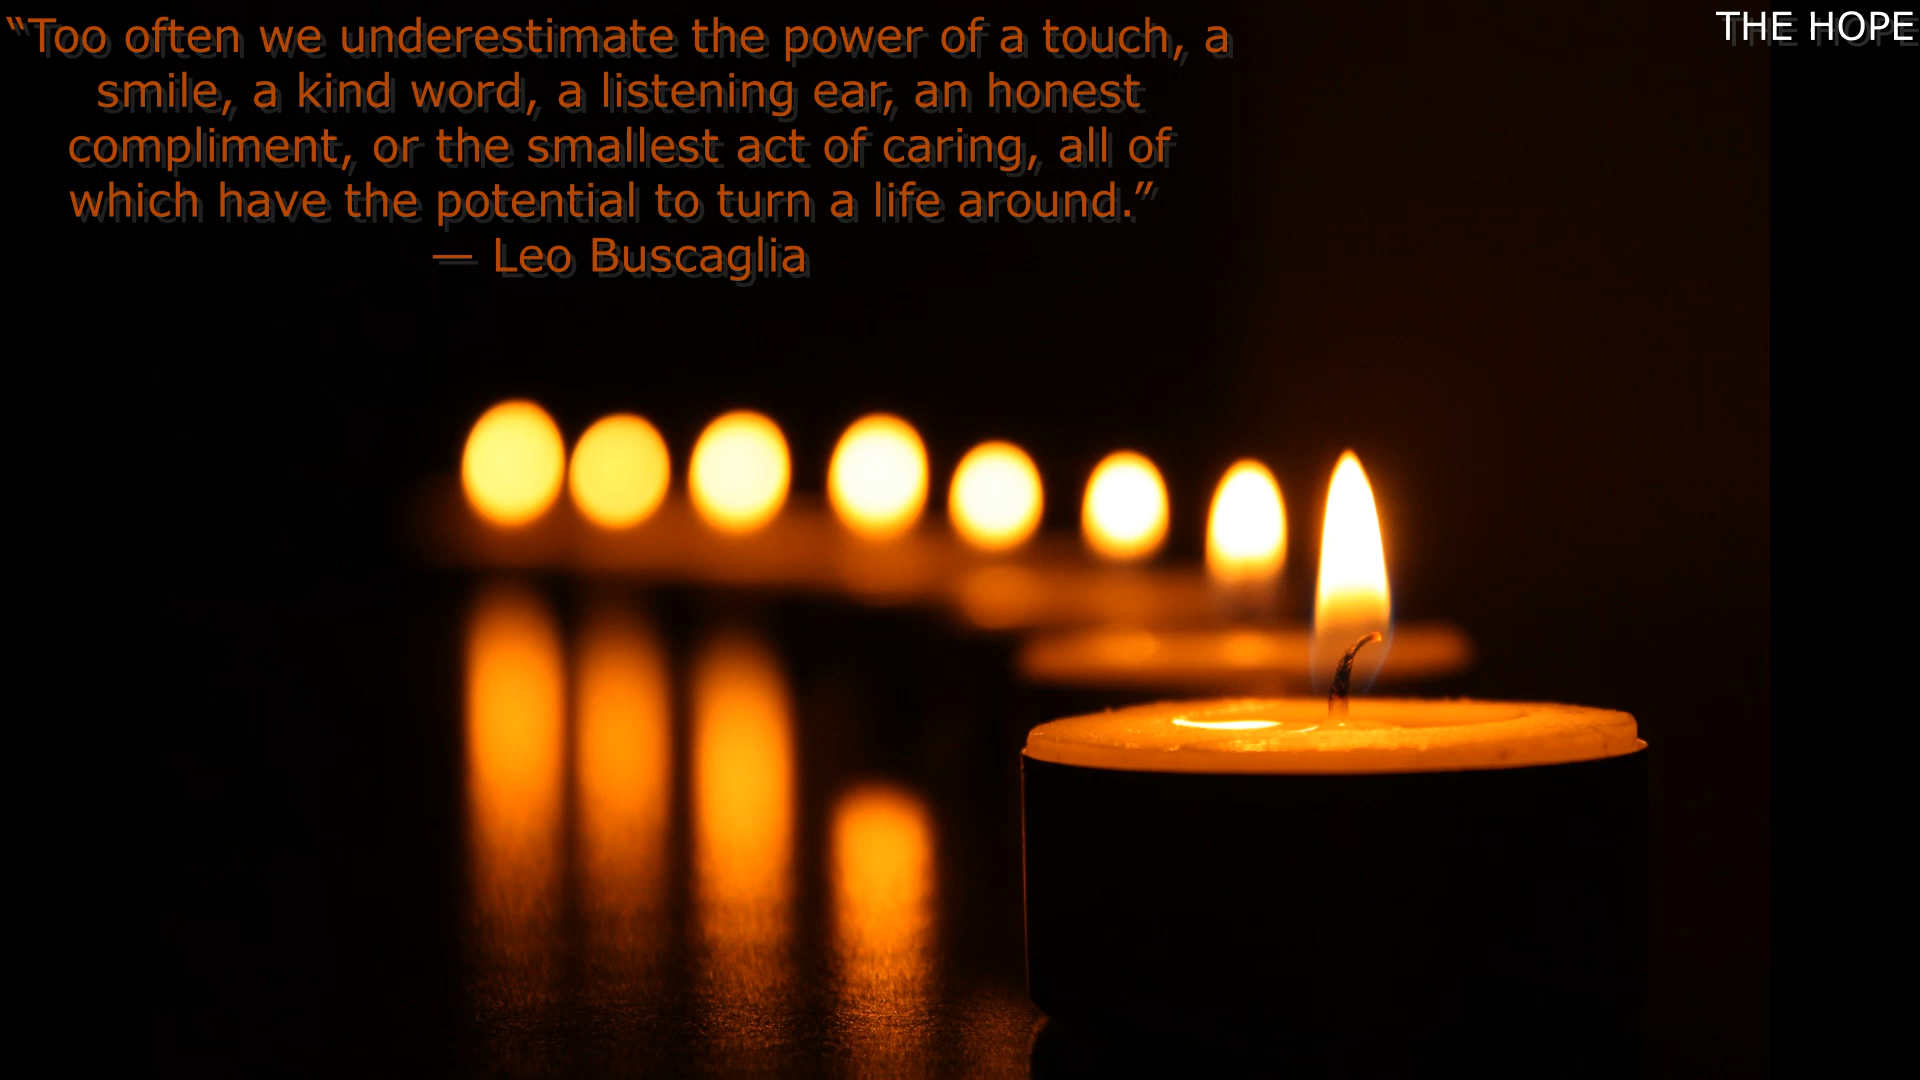 “Too often we underestimate the power of a touch, a
smile, a kind word, a listening ear, an honest
compliment, or the smallest act of caring, all of
which have the potential to turn a life around.”
— Leo Buscaglia
THE HOPE